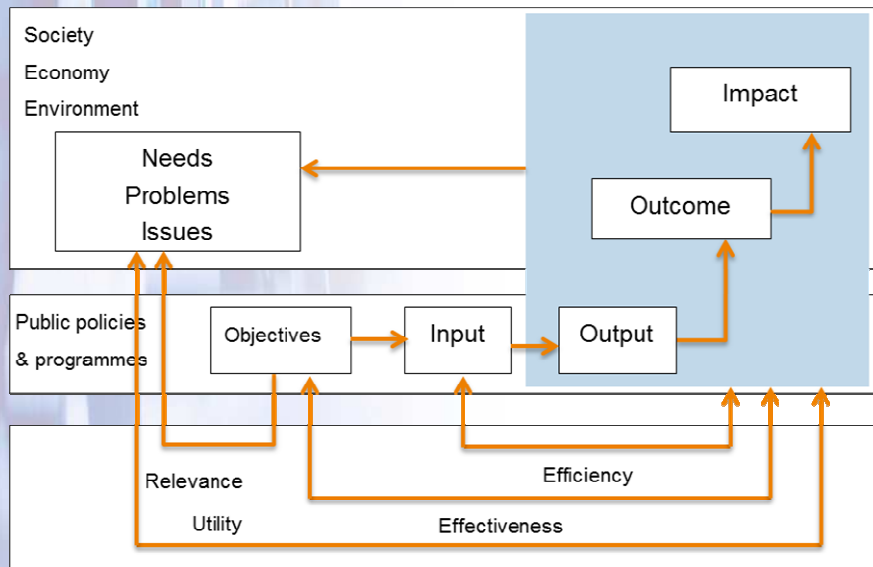 Society
Economy
Environment
Impact
Needs
Problems
Issues
Outcome
Public policies
& programmes
Objectives
Input
Output
Relevance
Efficiency
Utility
Effectiveness